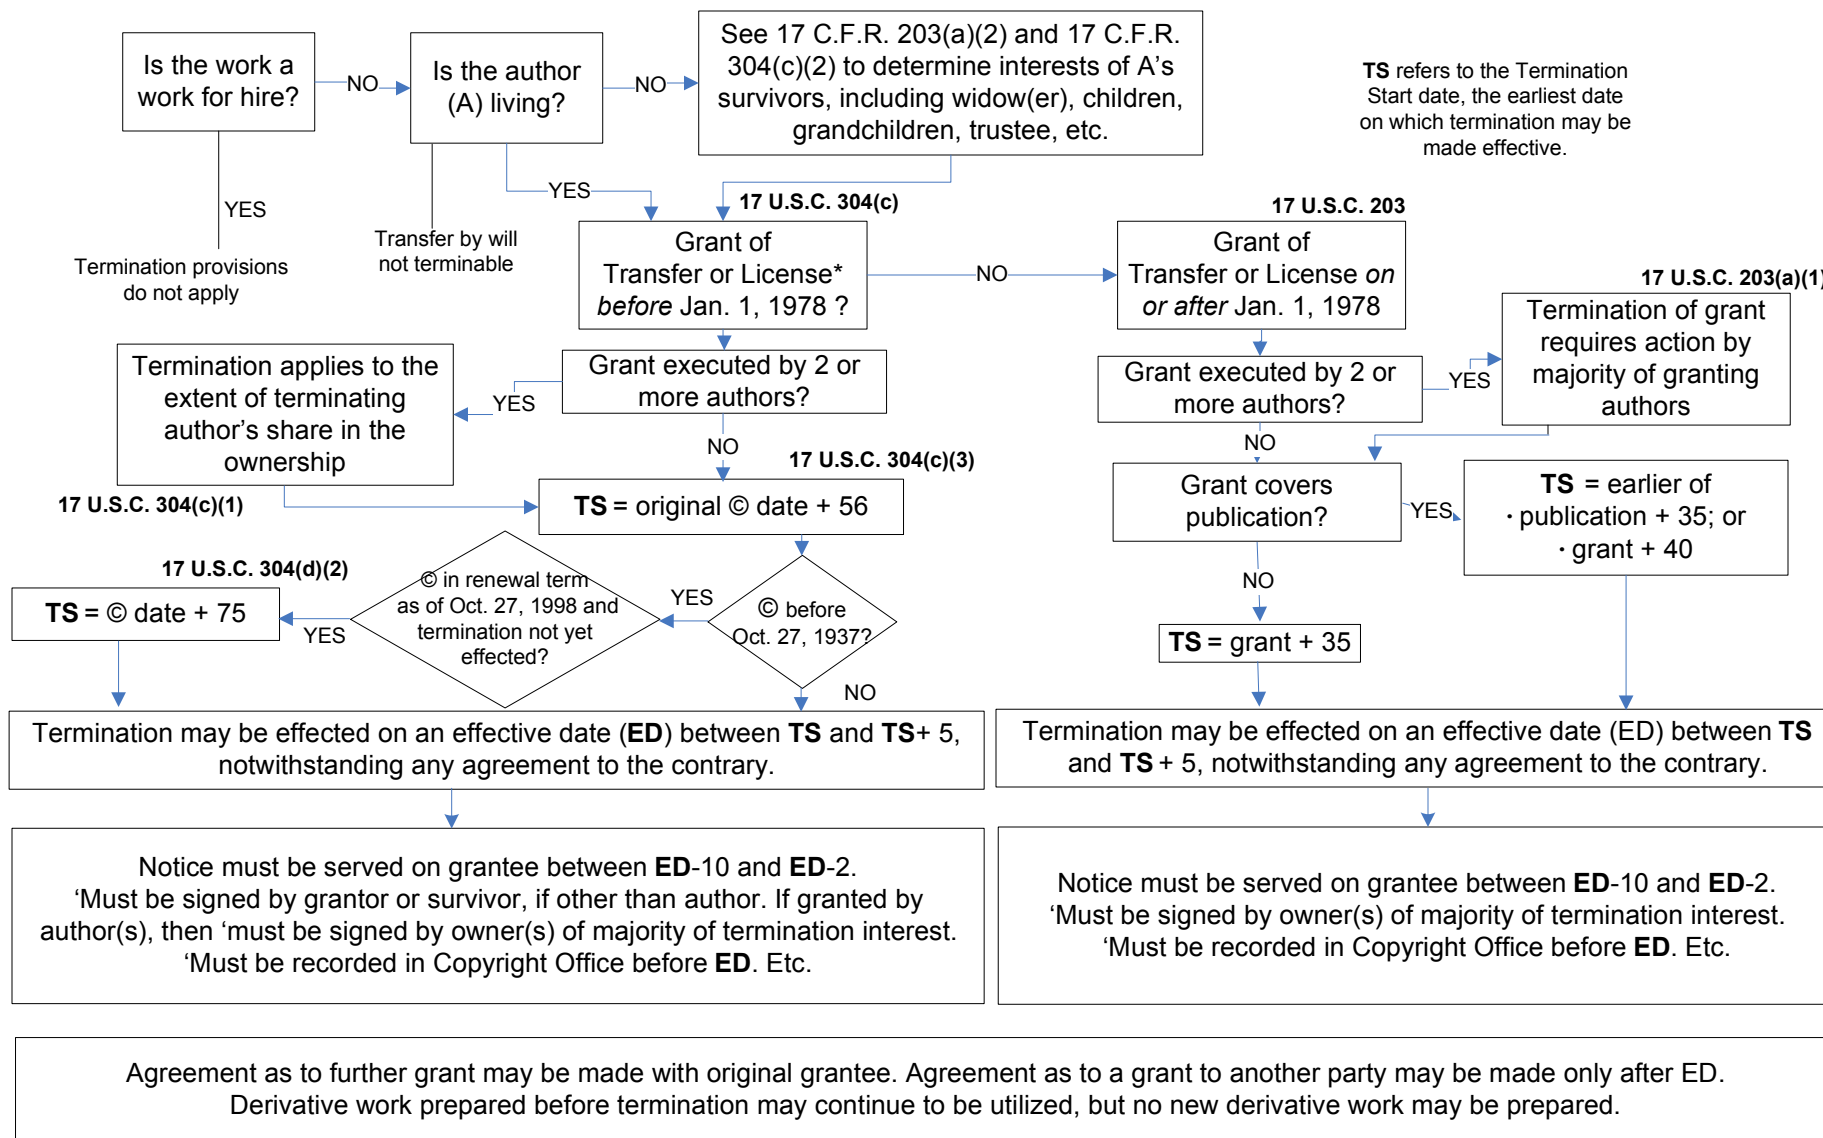 Is the work a
work for hire?
NO
Is the author
(A) living?
NO
See 17 C.F.R. 203(a)(2) and 17 C.F.R.
304(c)(2) to determine interests of A's
survivors, including widow(er), children,
grandchildren, trustee, etc.
TS refers to the Termination
Start date, the earliest date
on which termination may be
made effective.
YES
Termination provisions
do not apply
Transfer by will
not terminable
YES
17 U.S.C. 304(c)
Grant of
Transfer or License*
before Jan. 1, 1978 ?
NO
17 U.S.C. 203
Grant of
Transfer or License on
or after Jan. 1, 1978
17 U.S.C. 203(a)(1)
Termination of grant
requires action by
majority of granting
authors
Termination applies to the
extent of terminating
author's share in the
ownership
YES
Grant executed by 2 or
more authors?
Grant executed by 2 or
more authors?
YES
NO
NO
17 U.S.C. 304(c)(1)
17 U.S.C. 304(c)(3)
TS = original © date + 56
Grant covers
publication?
YES
TS = earlier of
· publication + 35; or
· grant + 40
17 U.S.C. 304(d)(2)
TS = © date + 75
YES
© in renewal term
as of Oct. 27, 1998 and
termination not yet
effected?
YES
© before
Oct. 27, 1937?
NO
NO
TS = grant + 35
Termination may be effected on an effective date (ED) between TS and TS+ 5,
notwithstanding any agreement to the contrary.
Termination may be effected on an effective date (ED) between TS
and TS + 5, notwithstanding any agreement to the contrary.
Notice must be served on grantee between ED-10 and ED-2.
‘Must be signed by grantor or survivor, if other than author. If granted by
author(s), then ‘must be signed by owner(s) of majority of termination interest.
‘Must be recorded in Copyright Office before ED. Etc.
Notice must be served on grantee between ED-10 and ED-2.
‘Must be signed by owner(s) of majority of termination interest.
‘Must be recorded in Copyright Office before ED. Etc.
Agreement as to further grant may be made with original grantee. Agreement as to a grant to another party may be made only after ED.
Derivative work prepared before termination may continue to be utilized, but no new derivative work may be prepared.